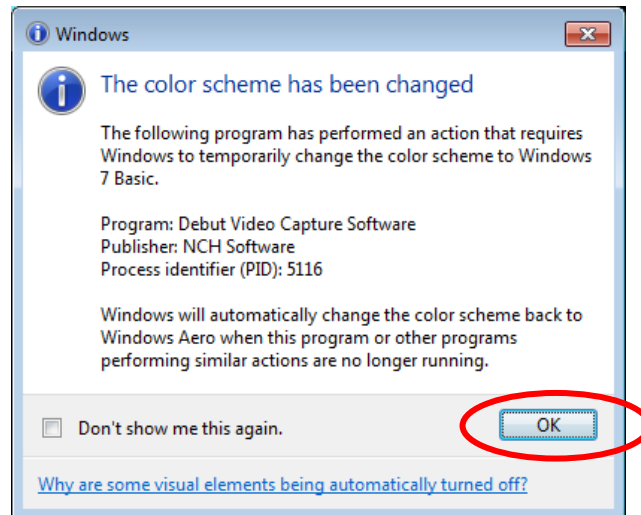 Windows
The color scheme has been changed
The following program has performed an action that requires
Windows to temporarily change the color scheme to Windows
7 Basic.
Program: Debut Video Capture Software
Publisher: NCH Software
Process identifier (PID): 5116
Windows will automatically change the color scheme back to
Windows Aero when this program or other programs
performing similar actions are no longer running.
Don't show me this again.
OK
Why are some visual elements being automatically turned off?